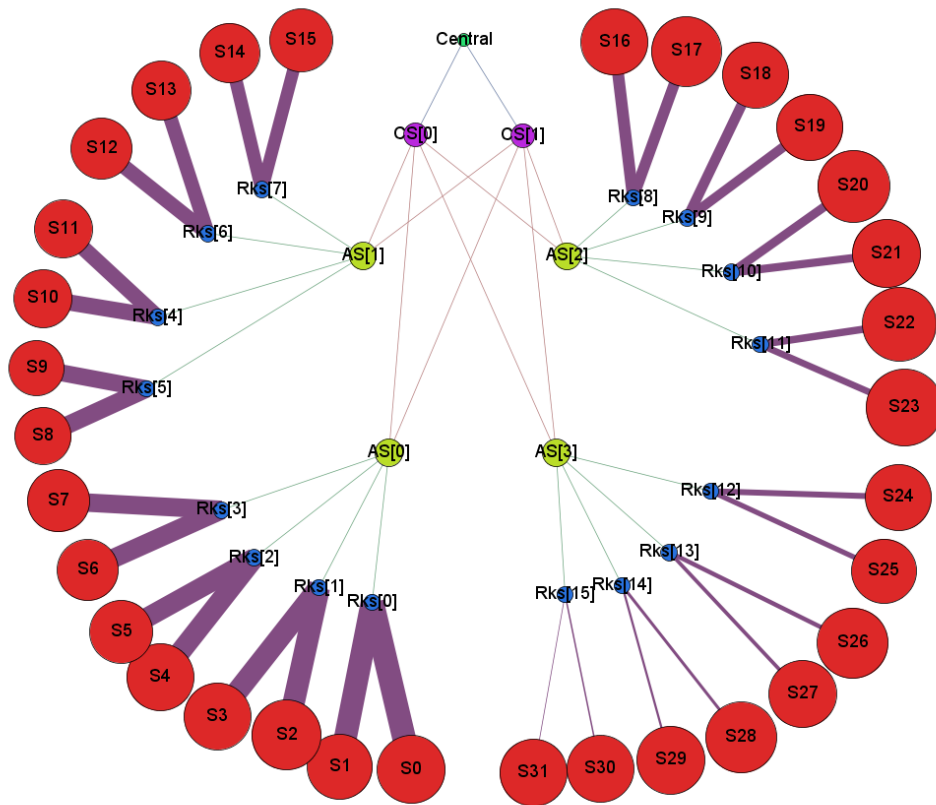 S14
S15
Central
S16
S17
S13
S18
S12
CS[0]
CS[1]
S19
Rks[7]
Rks[8]
S20
S11
Rks[6]
Rks[9]
AS[1]
AS[2]
S21
Rks[10]
S10
Rks[4]
S22
Rks[11]
S9
Rks[5]
S23
S8
AS[0]
AS[3]
S7
Rks[12]
S24
Rks[3]
Rks[2]
Rks[13]
S6
S25
Rks[1]
Rks[14]
Rks[0]
Rks[15]
S5
S26
S4
S27
S3
S2
S28
S1
S0
S29
S30
S31